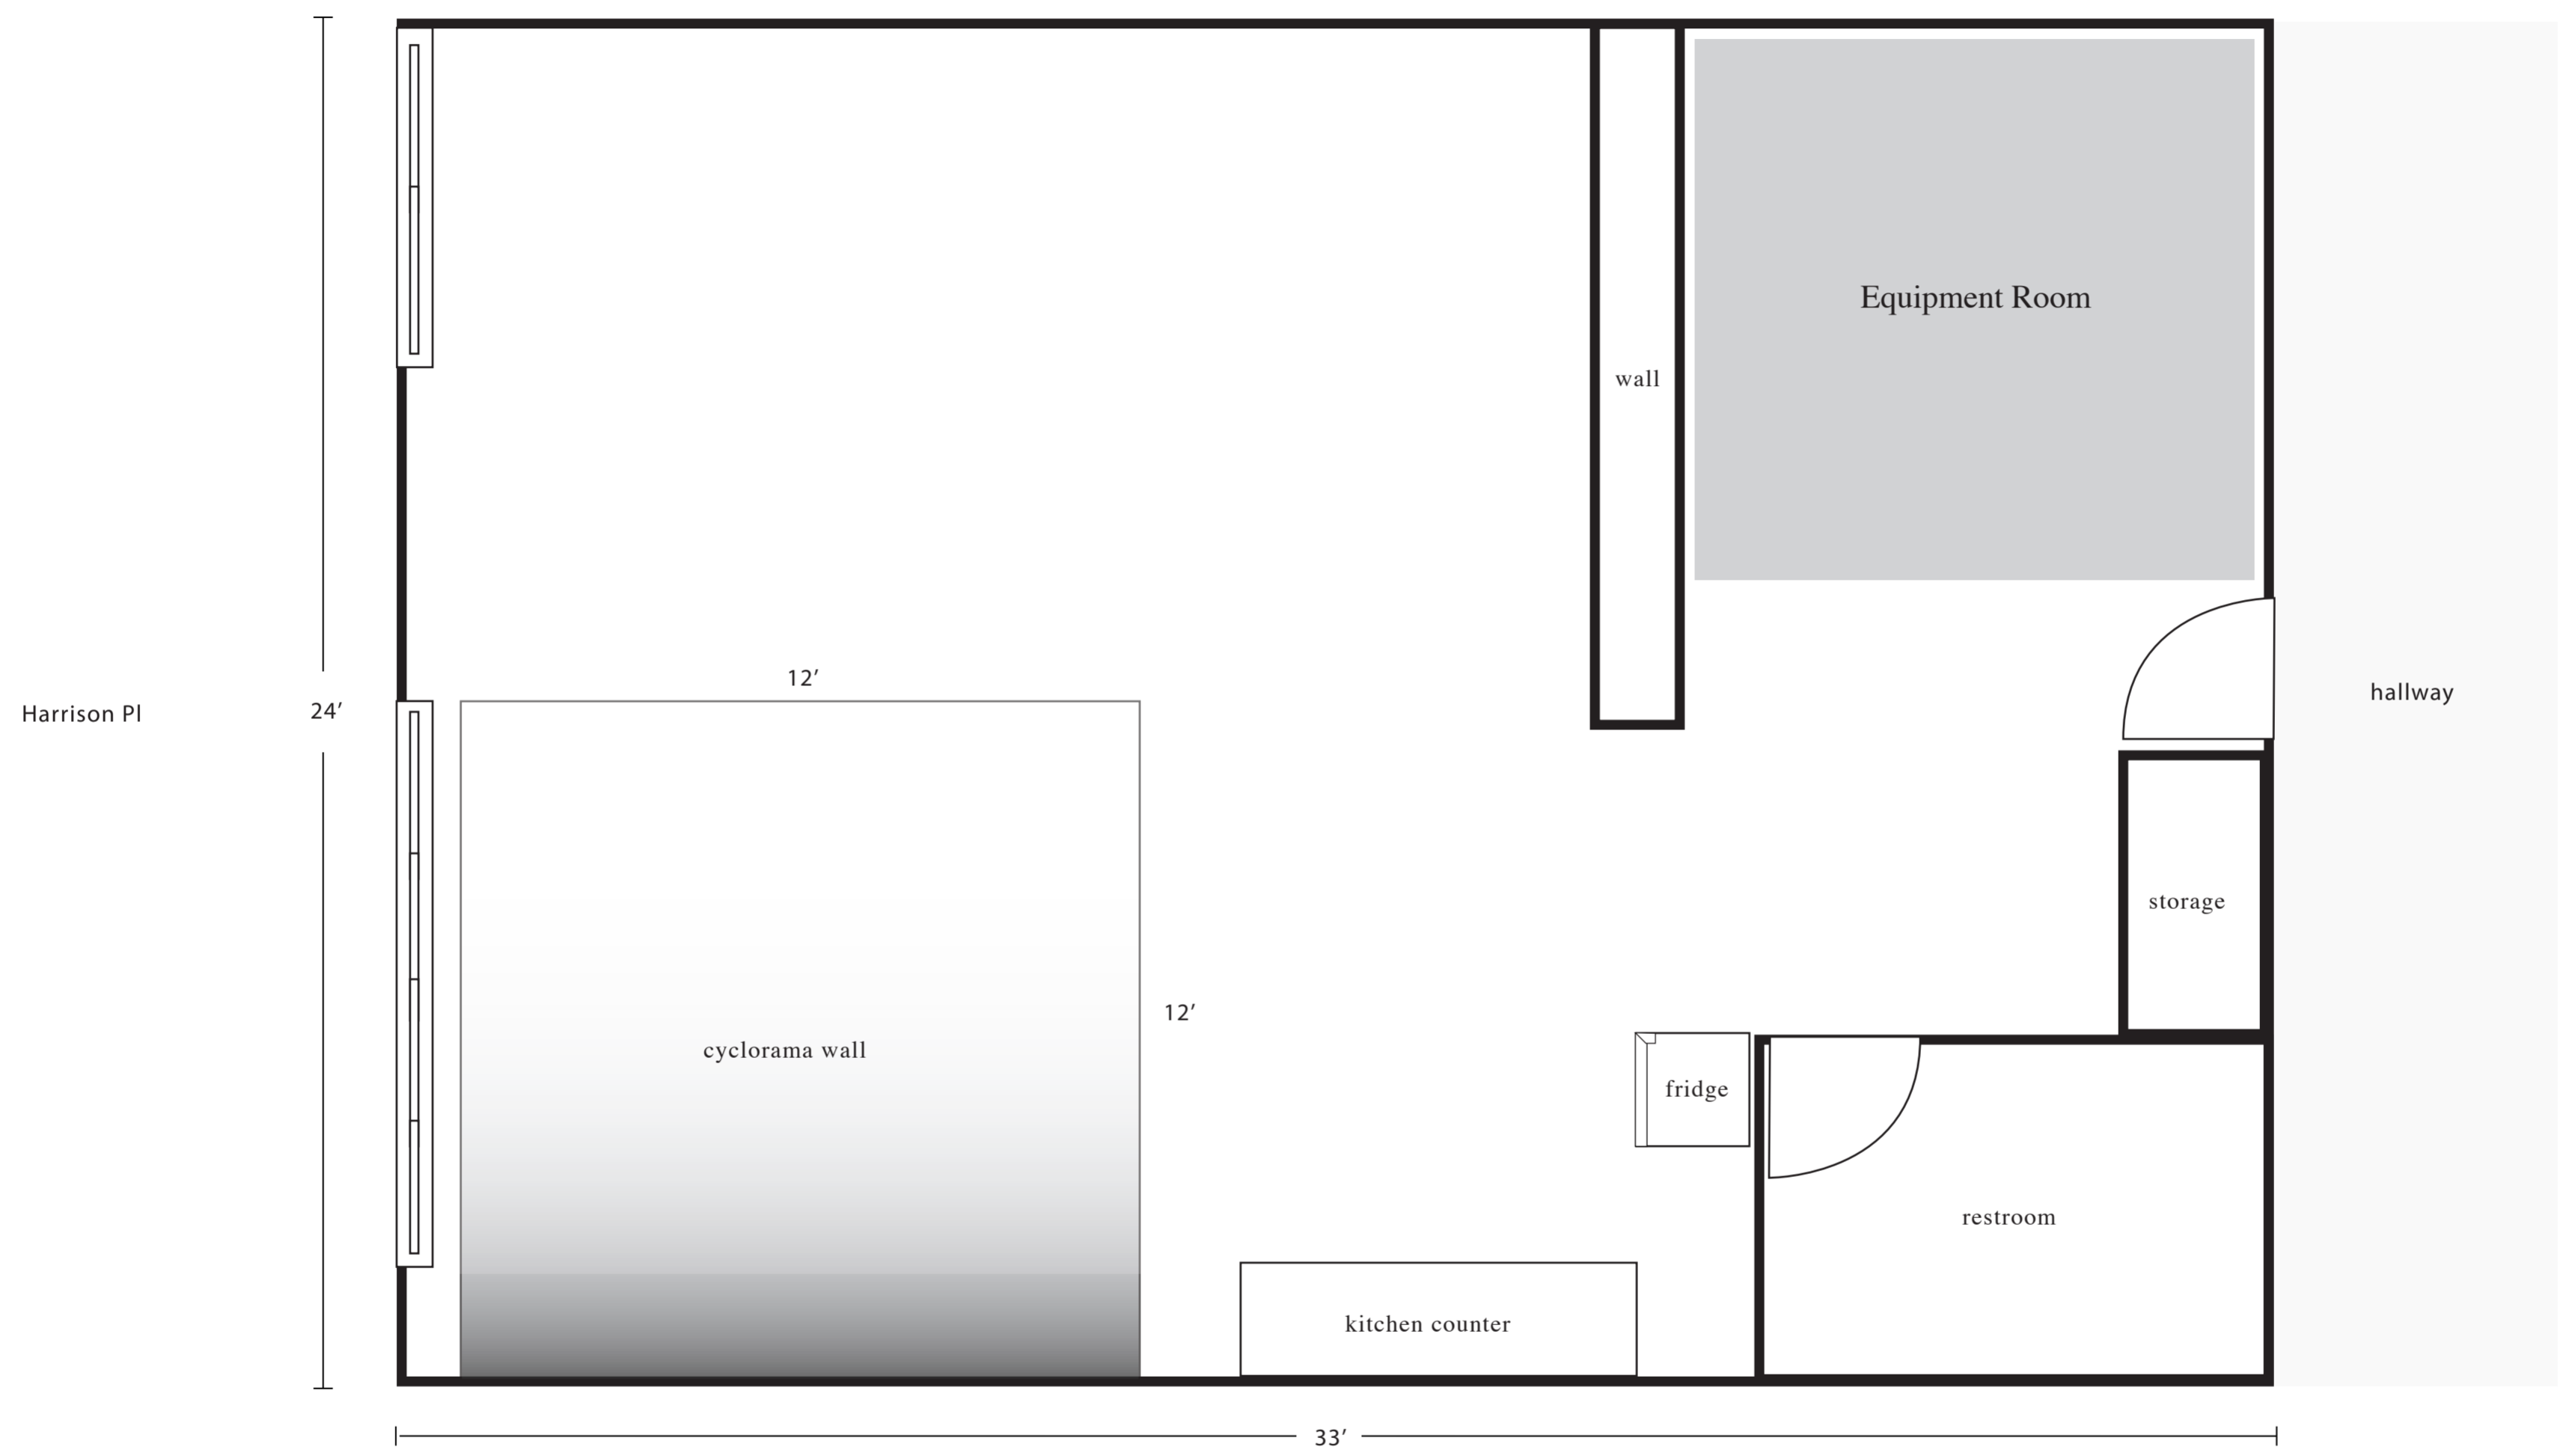 Equipment Room
wall
12′
hallway
Harrison Pl
24′
storage
12′
cyclorama wall
fridge
restroom
kitchen counter
33′